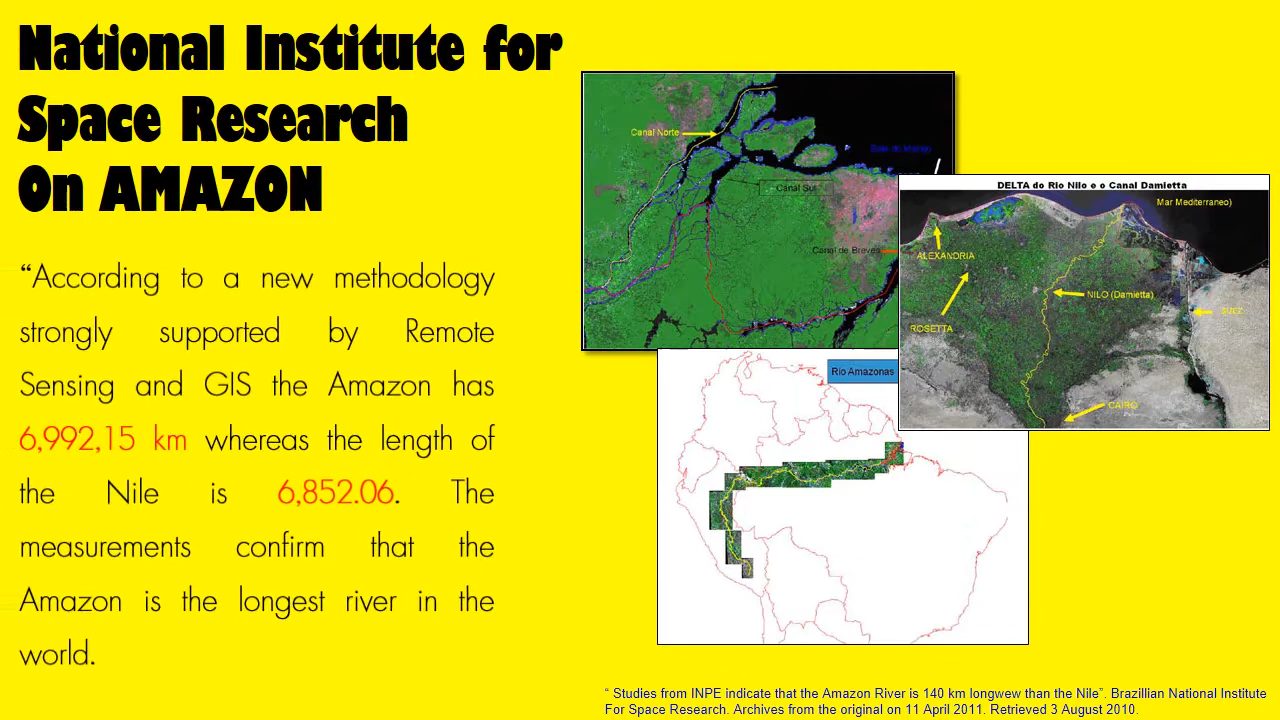 National Institute for
Space Research
On AMAZON
“According to a new methodology
strongly supported by Remote
Sensing and GIS the Amazon has
6,992,15 km whereas the length of
the Nile is 6,852.06. The
measurements confirm that the
Amazon is the longest river in the
world.
Canal Norte
Baia do Marajo
Canal Sul
Canal de Breves
DELTA do Rio Nilo e o Canal Damietta
Mar Mediterraneo)
ALEXANDRIA
NILO (Damietta)
SUEZ
ROSETTA
CAIRO
Rio Amazonas
“ Studies from INPE indicate that the Amazon River is 140 km longwew than the Nile”. Brazillian National Institute
For Space Research. Archives from the original on 11 April 2011. Retrieved 3 August 2010.